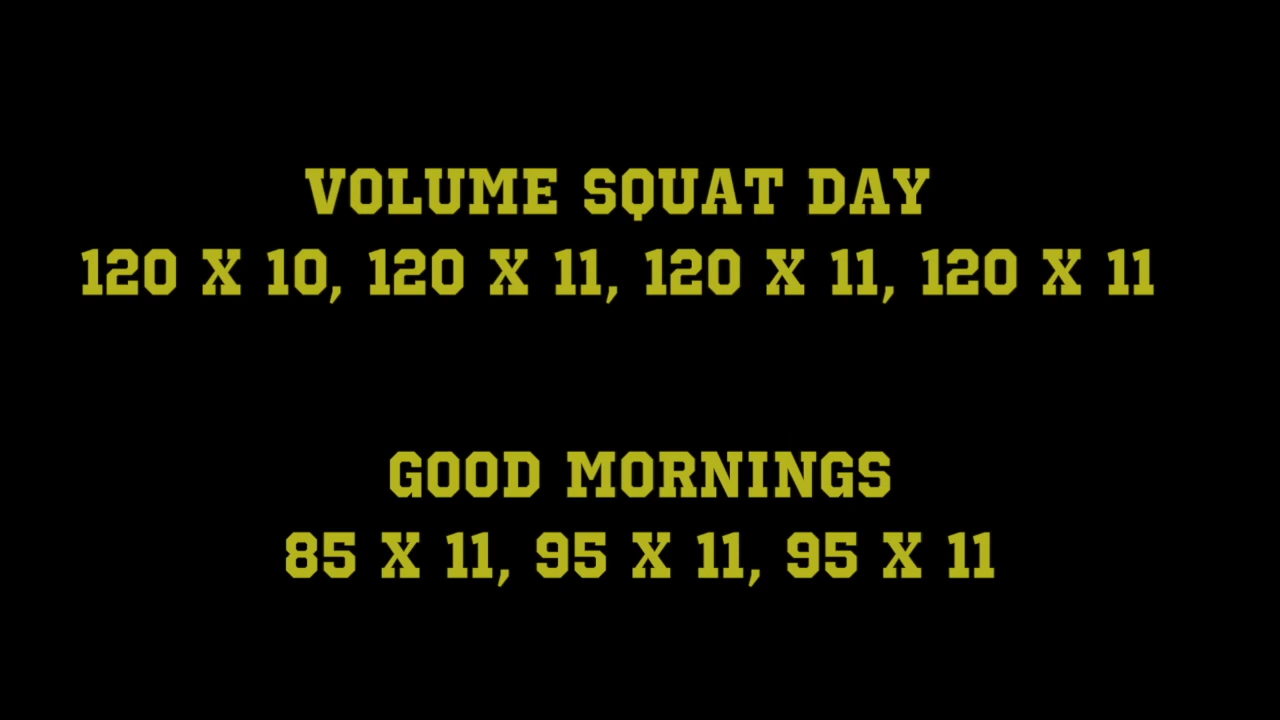 VOLUME SQUAT DAY
120 X 10, 120 X 11, 120 X 11, 120 X 11
GOOD MORNINGS
85 X 11, 95 X 11, 95 X 11